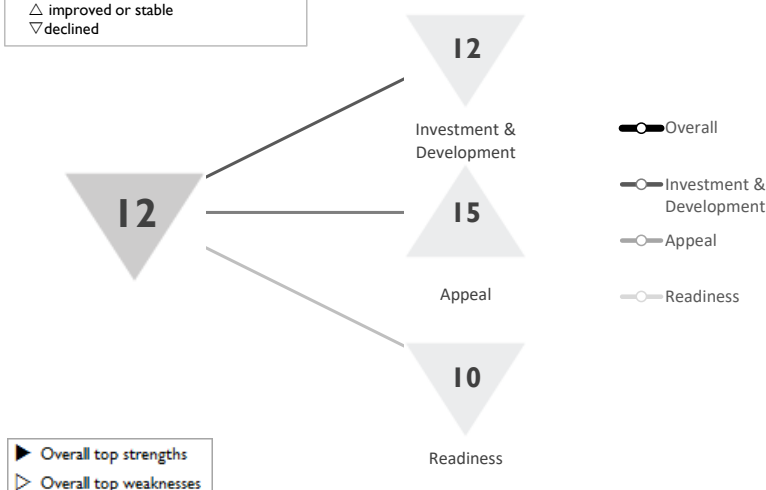 △ improved or stable
▽ declined
12
Investment &
Development
12
15
Appeal
10
Readiness
Overall
Investment &
Development
Appeal
Readiness
▶ Overall top strengths
▷ Overall top weaknesses